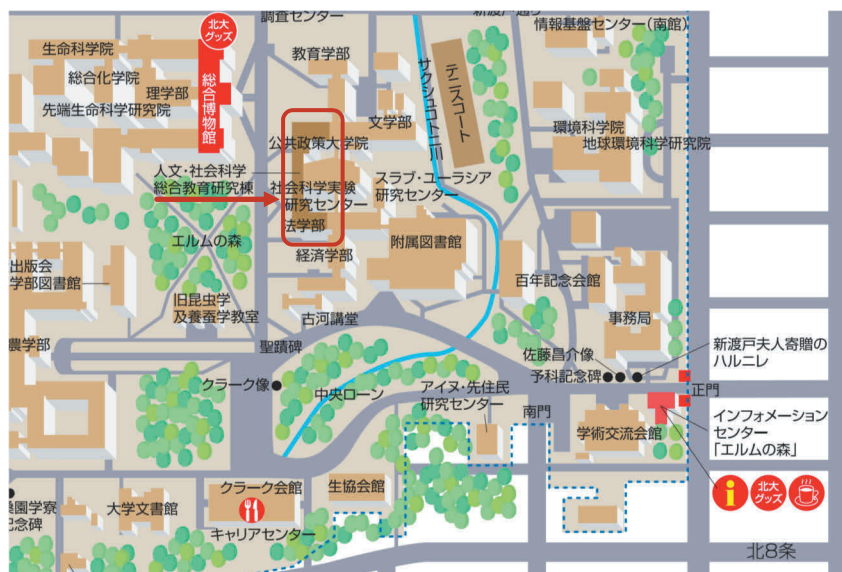 調査センター
新渡戸通り
情報基盤センター(南館)
北大
グッズ
生命科学院
総合化学院
理学部
先端生命科学研究院
総合博物館
教育学部
公共政策大学院
文学部
サクシュコトニ川
テニスコート
環境科学院
地球環境科学研究院
人文・社会科学
総合教育研究棟
社会科学実験
研究センター
法学部
スラブ・ユーラシア
研究センター
エルムの森
経済学部
附属図書館
百年記念会館
出版会
学部図書館
旧昆虫学
及養蚕学教室
古河講堂
事務局
農学部
聖蹟碑
佐藤昌介像
予科記念碑
新渡戸夫人寄贈の
ハルニレ
クラーク像
中央ローン
アイヌ・先住民
研究センター
南門
正門
学術交流会館
インフォメーション
センター
「エルムの森」
クラーク会館
生協会館
大学文書館
キャリアセンター
園学寮
記念碑
i
北大
グッズ
北8条